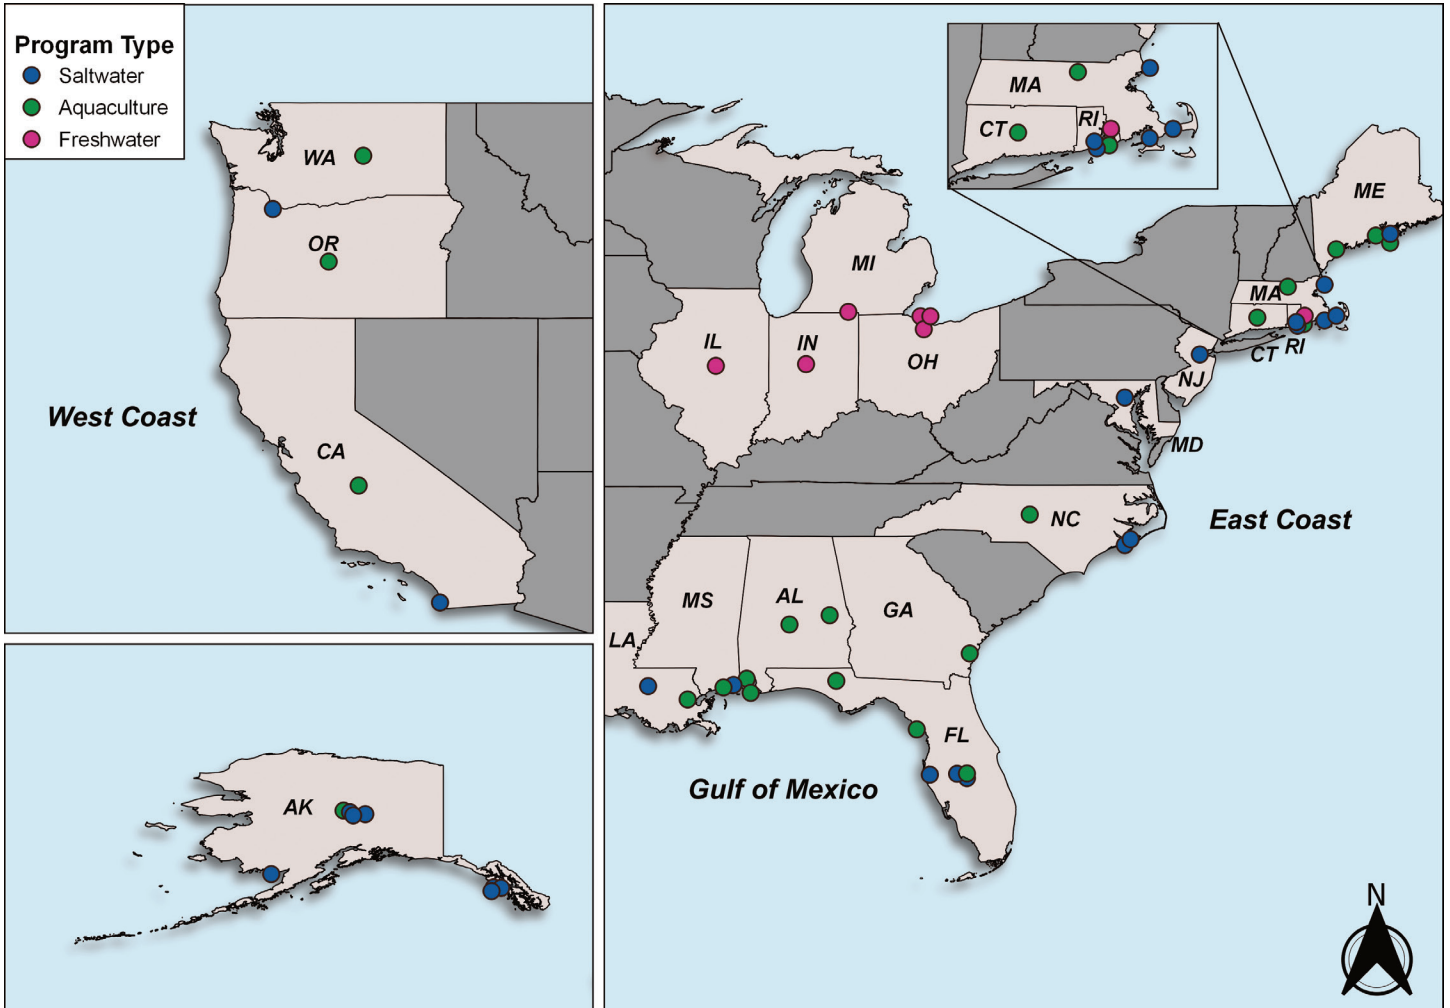 Program Type
Saltwater
Aquaculture
Freshwater
WA
OR
CA
West Coast
AK
MA
CT
RI
ME
MI
MA
IL
IN
OH
CT
RI
NJ
MD
NC
East Coast
MS
AL
GA
LA
FL
Gulf of Mexico
N